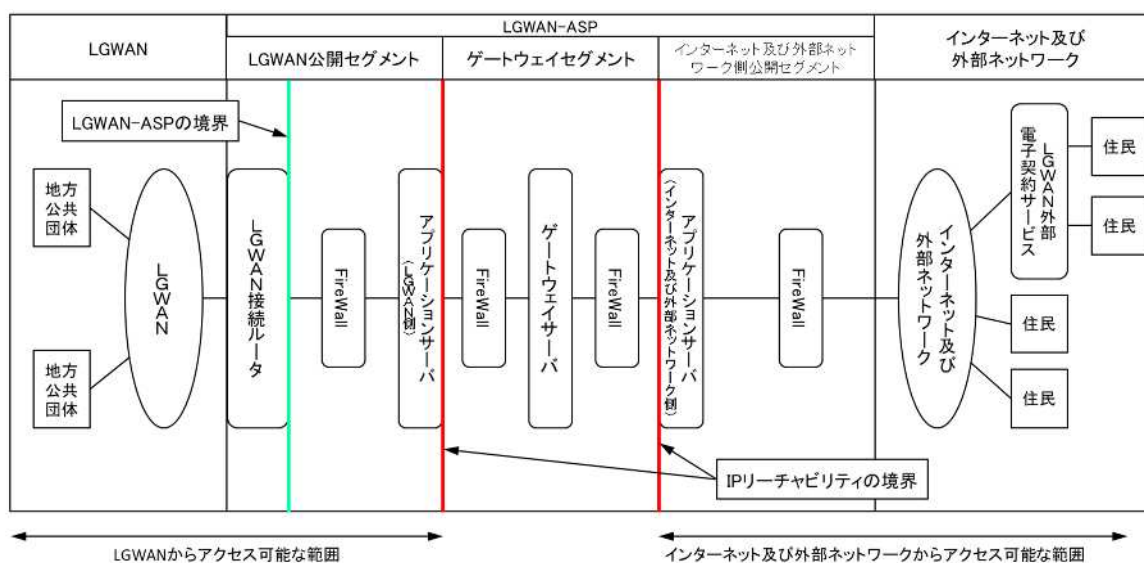 LGWAN
LGWAN-ASP
インターネット及び
外部ネットワーク
LGWAN公開セグメント
ゲートウェイセグメント
インターネット及び外部ネット
ワーク側公開セグメント
LGWAN-ASPの境界
地方
公共
団体
地方
公共
団体
LGWAN
LGWAN接続ルータ
FireWall
アプリケーションサーバ
(LGWAN側)
FireWall
ゲートウェイサーバ
FireWall
アプリケーションサーバ
(インターネット及び外部ネットワーク側)
FireWall
インターネット及び
外部ネットワーク
LGWAN外部
電子契約サービス
住民
住民
住民
住民
IPリーチャビリティの境界
LGWANからアクセス可能な範囲
インターネット及び外部ネットワークからアクセス可能な範囲